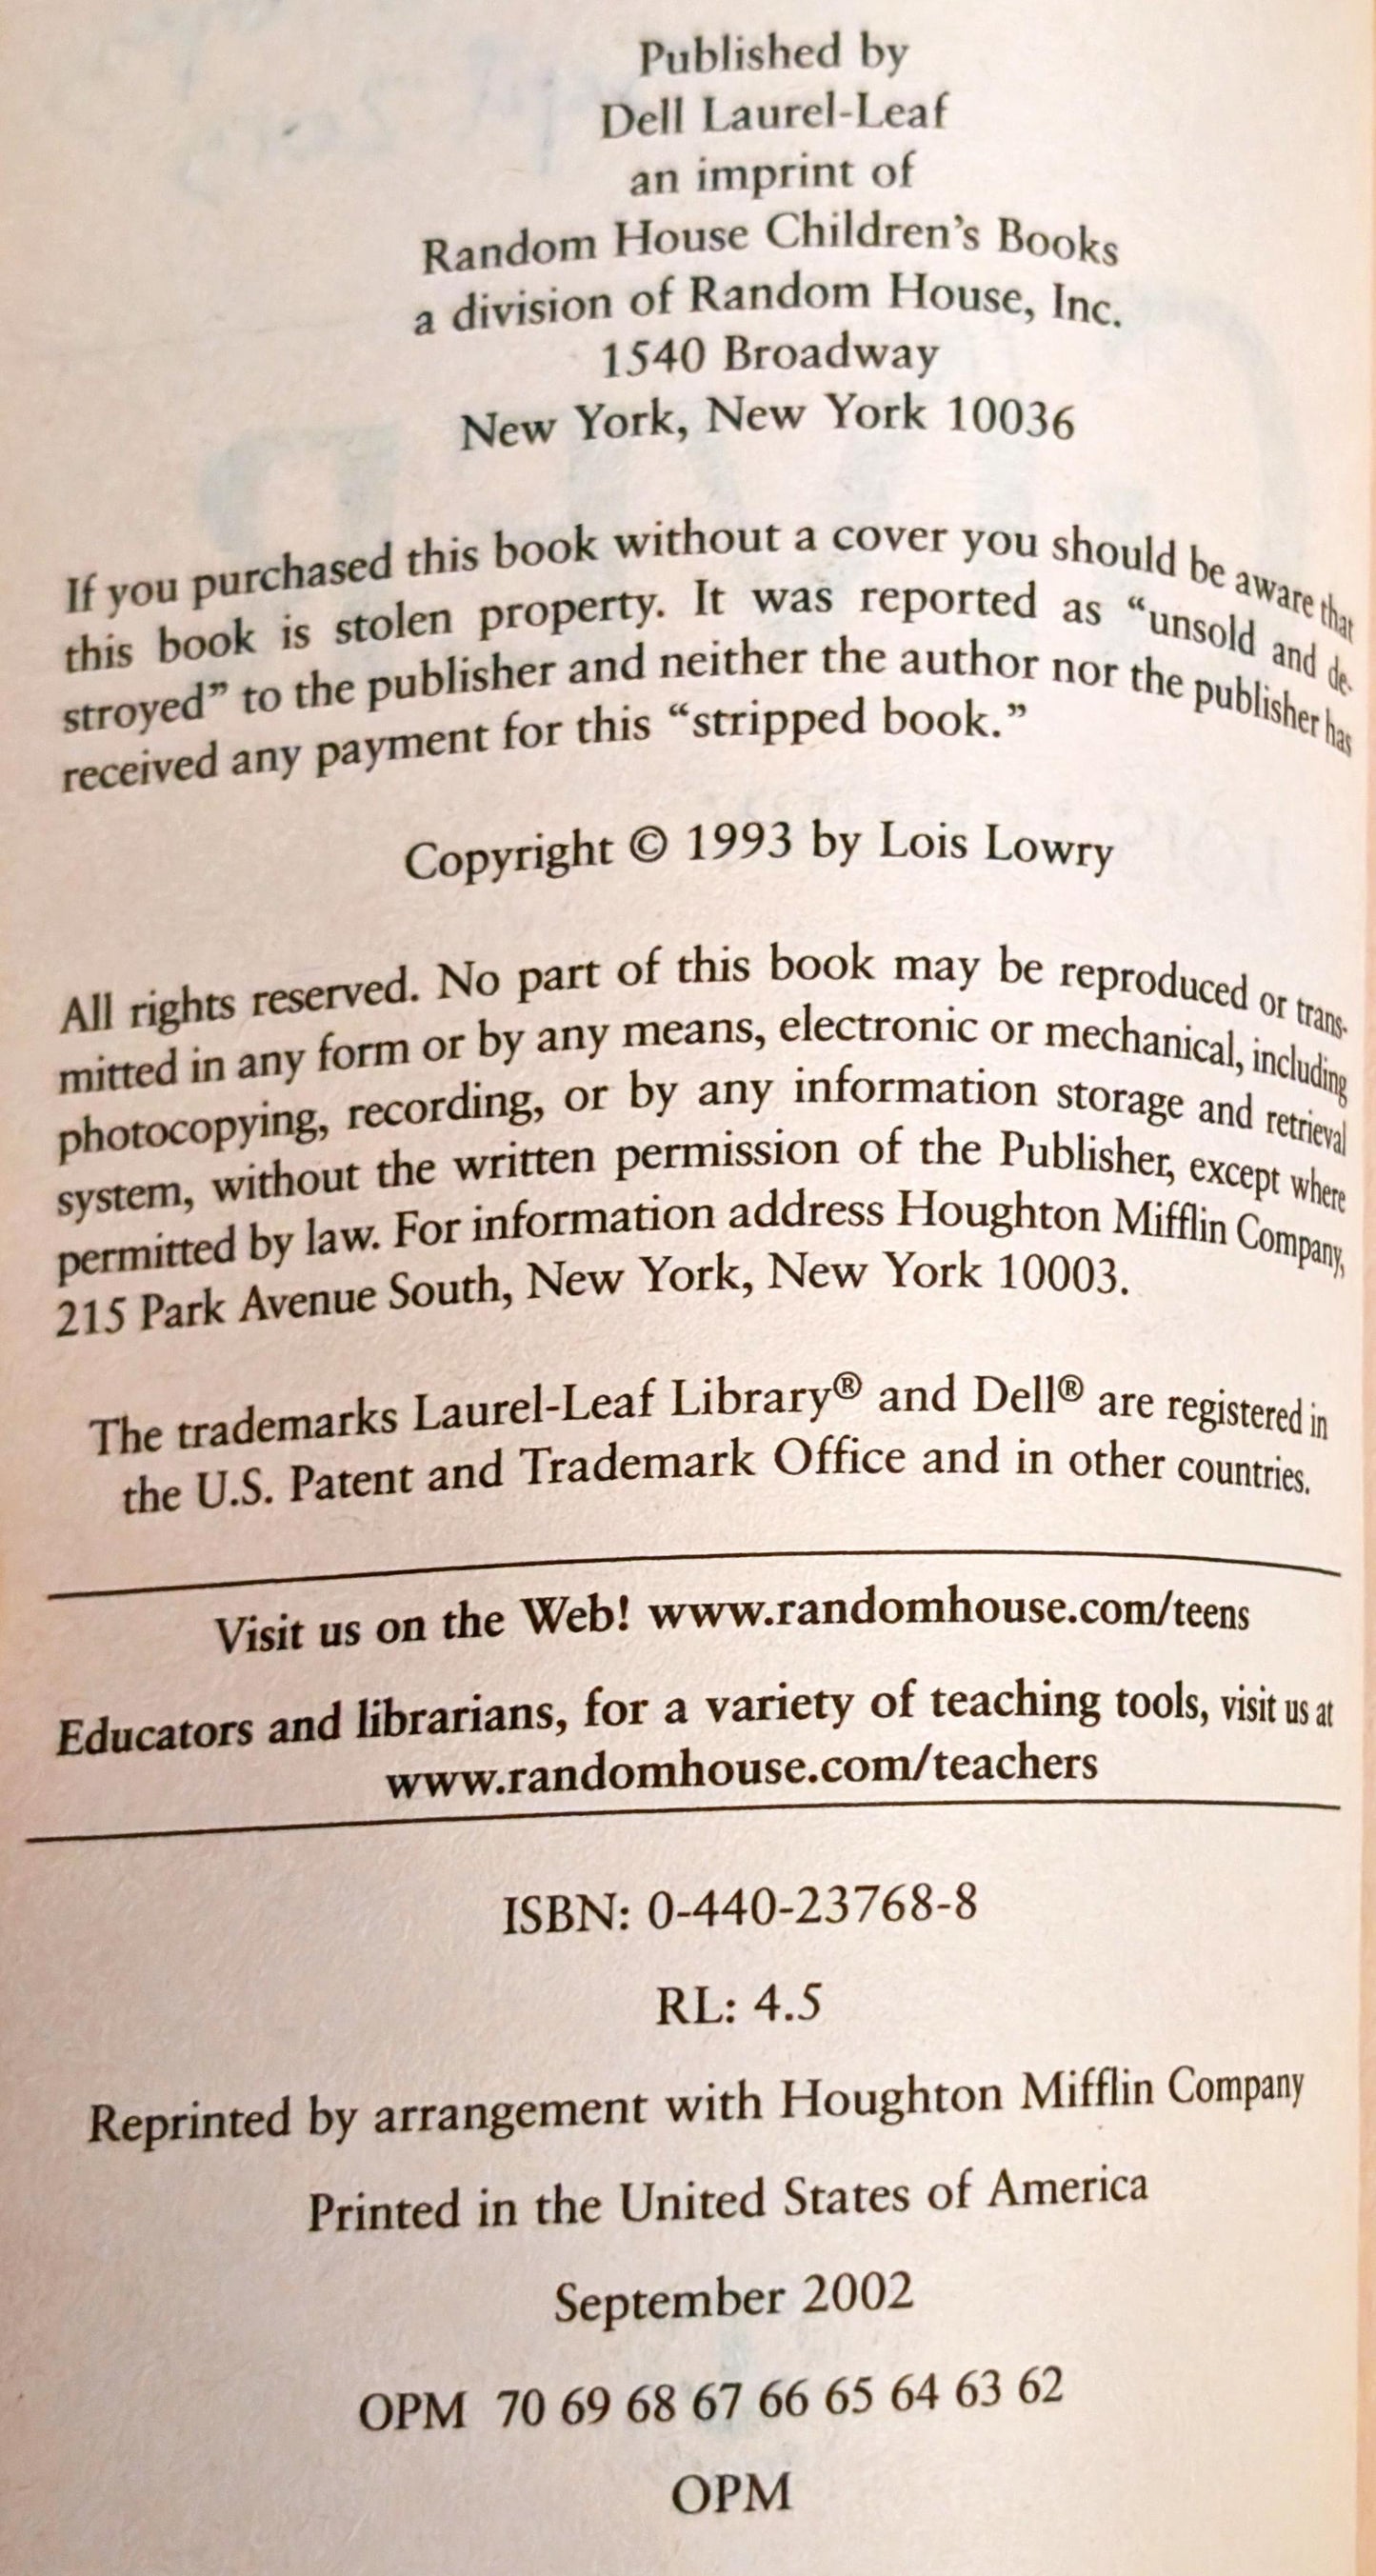 Published by
Dell Laurel-Leaf
an imprint of
Random House Children's Books
a division of Random House, Inc.
1540 Broadway
New York, New York 10036
If you purchased this book without a cover you should be aware that
this book is stolen property. It was reported as “unsold and de-
stroyed” to the publisher and neither the author nor the publisher has
received any payment for this “stripped book.”
Copyright © 1993 by Lois Lowry
All rights reserved. No part of this book may be reproduced or trans-
mitted in any form or by any means, electronic or mechanical, including
photocopying, recording, or by any information storage and retrieval
system, without the written permission of the Publisher, except where
permitted by law. For information address Houghton Mifflin Company,
215 Park Avenue South, New York, New York 10003.
The trademarks Laurel-Leaf Library® and Dell® are registered in
the U.S. Patent and Trademark Office and in other countries.
Visit us on the Web! www.randomhouse.com/teens
Educators and librarians, for a variety of teaching tools, visit us at
www.randomhouse.com/teachers
ISBN: 0-440-23768-8
RL: 4.5
Reprinted by arrangement with Houghton Mifflin Company
Printed in the United States of America
September 2002
OPM 70 69 68 67 66 65 64 63 62
OPM